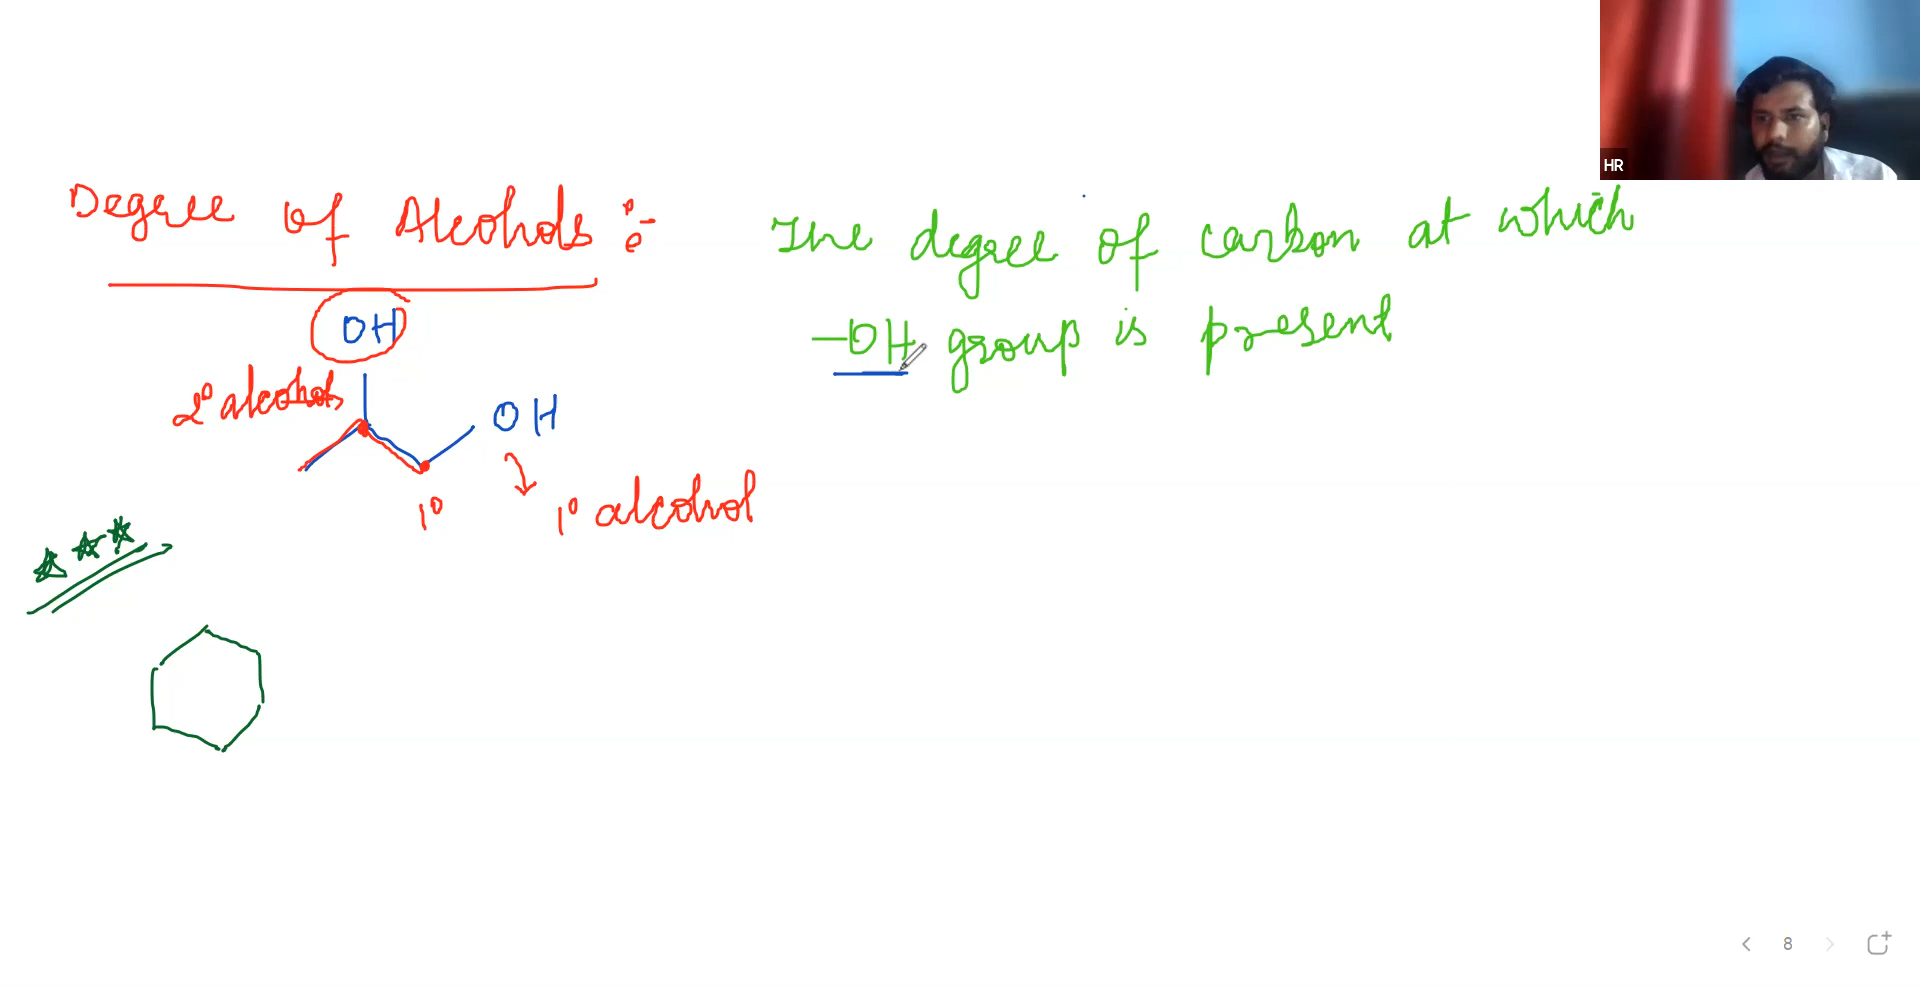 Degree of Alcohols :-
The degree of carbon at which
-OH group is present
OH
2° alcohol
OH
1°
1° alcohol
HR
8